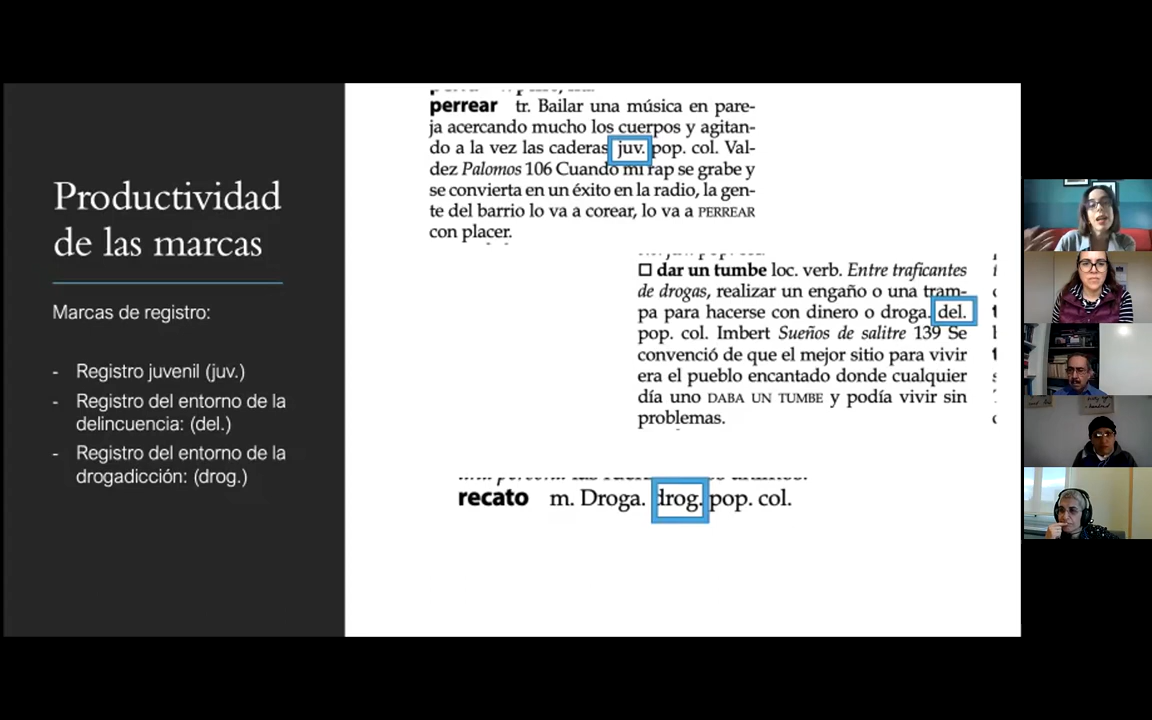 Productividad
de las marcas
Marcas de registro:
- Registro juvenil (juv.)
- Registro del entorno de la
delincuencia: (del.)
- Registro del entorno de la
drogadicción: (drog.)
perrear tr. Bailar una música en pare-
ja acercando mucho los cuerpos y agitan-
do a la vez las caderas juv. pop. col. Val-
dez Palomos 106 Cuando mi rap se grabe y
se convierta en un éxito en la radio, la gen-
te del barrio lo va a corear, lo va a PERREAR
con placer.
☐ dar un tumbe loc. verb. Entre traficantes
de drogas, realizar un engaño o una tram-
pa para hacerse con dinero o droga. del.
pop. col. Imbert Sueños de salitre 139 Se
convenció de que el mejor sitio para vivir
era el pueblo encantado donde cualquier
día uno DABA UN TUMBE y podía vivir sin
problemas.
recato m. Droga. drog. pop. col.